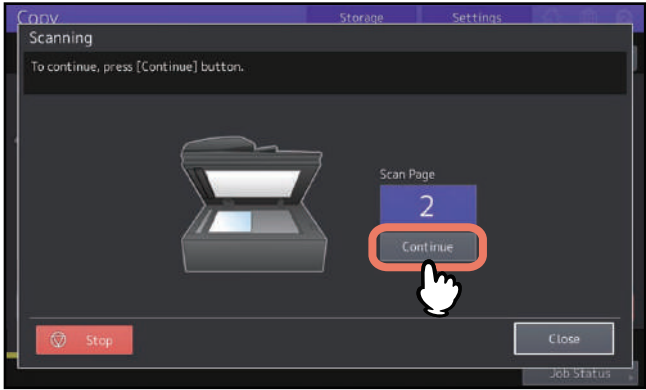 Copy
Storage
Settings
Scanning
To continue, press [Continue] button.
Scan Page
2
Continue
Stop
Close
Job Status